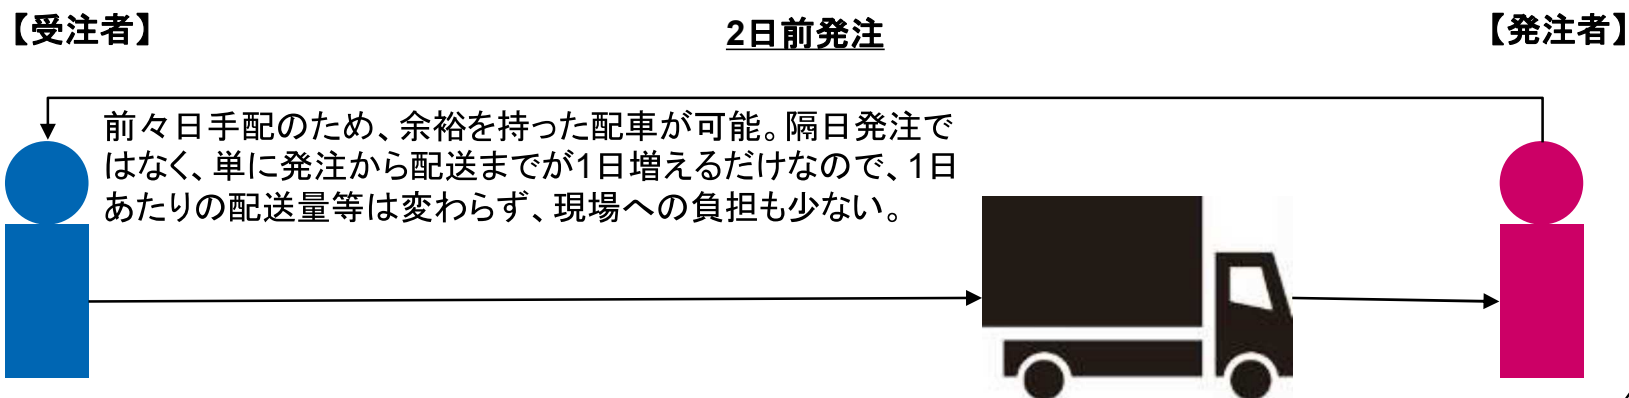 【受注者】
2日前発注
【発注者】
前々日手配のため、余裕を持った配車が可能。隔日発注で
はなく、単に発注から配送までが1日増えるだけなので、1日
あたりの配送量等は変わらず、現場への負担も少ない。